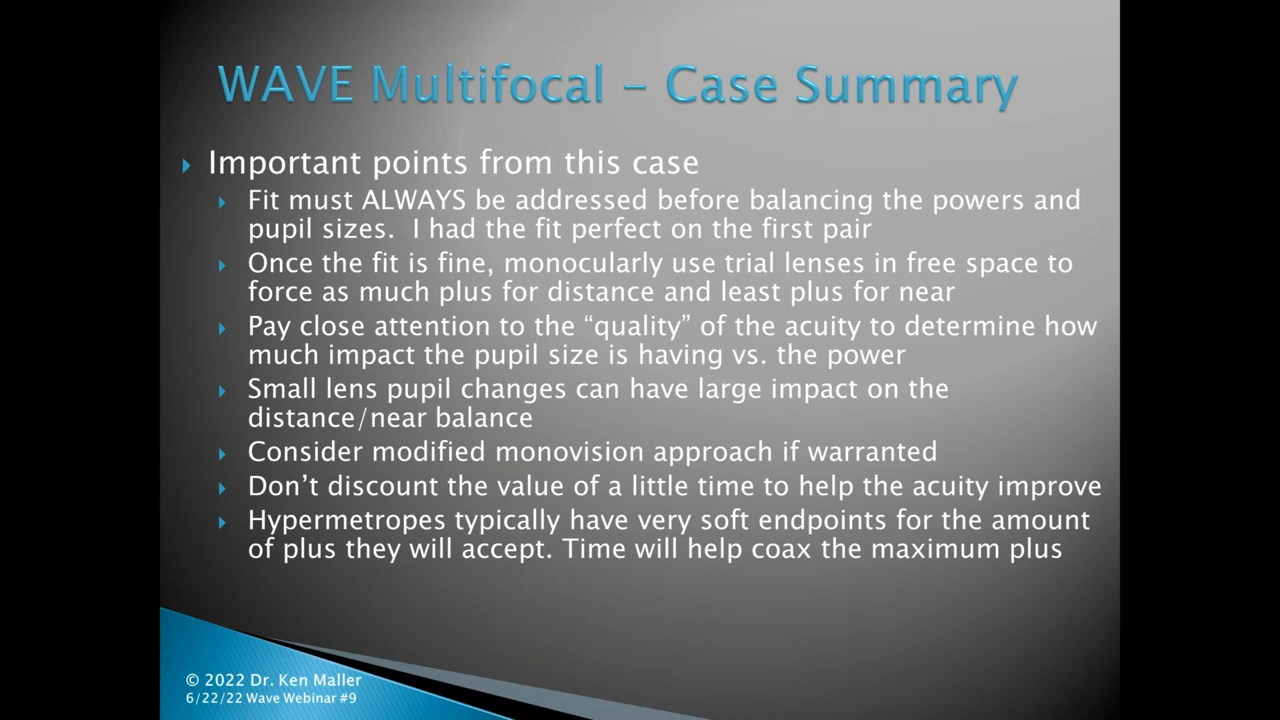 WAVE Multifocal – Case Summary
Important points from this case
Fit must ALWAYS be addressed before balancing the powers and
pupil sizes.  I had the fit perfect on the first pair
Once the fit is fine, monocularly use trial lenses in free space to
force as much plus for distance and least plus for near
Pay close attention to the “quality” of the acuity to determine how
much impact the pupil size is having vs. the power
Small lens pupil changes can have large impact on the
distance/near balance
Consider modified monovision approach if warranted
Don’t discount the value of a little time to help the acuity improve
Hypermetropes typically have very soft endpoints for the amount
of plus they will accept. Time will help coax the maximum plus
© 2022 Dr. Ken Maller
6/22/22 Wave Webinar #9